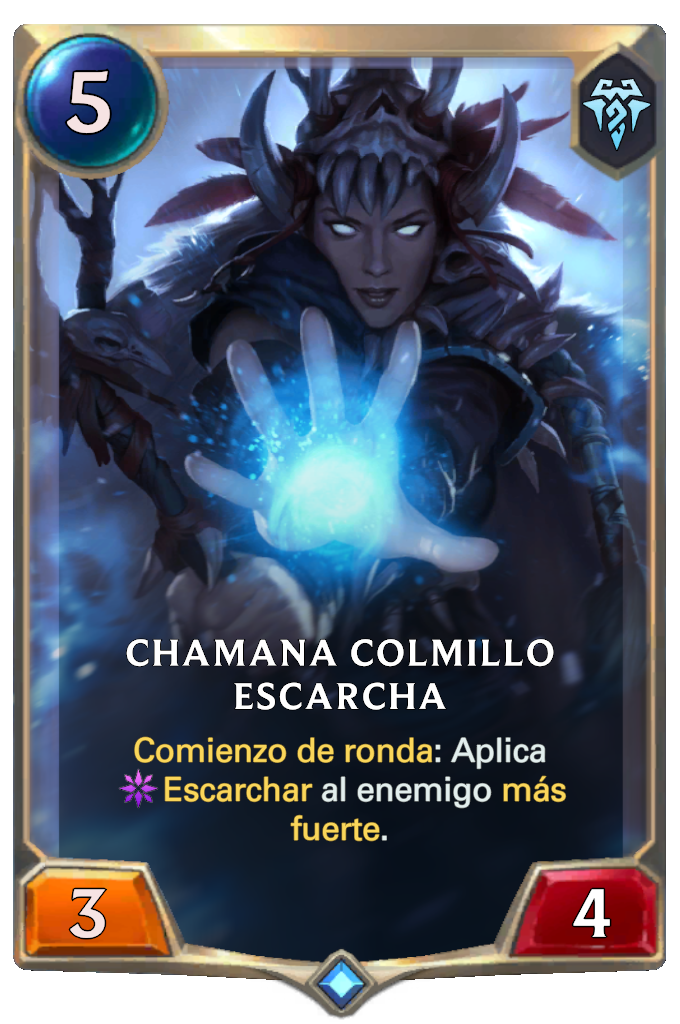 5
CHAMANA COLMILLO
ESCARCHA
Comienzo de ronda: Aplica
Escarchar al enemigo más
fuerte.
3
4